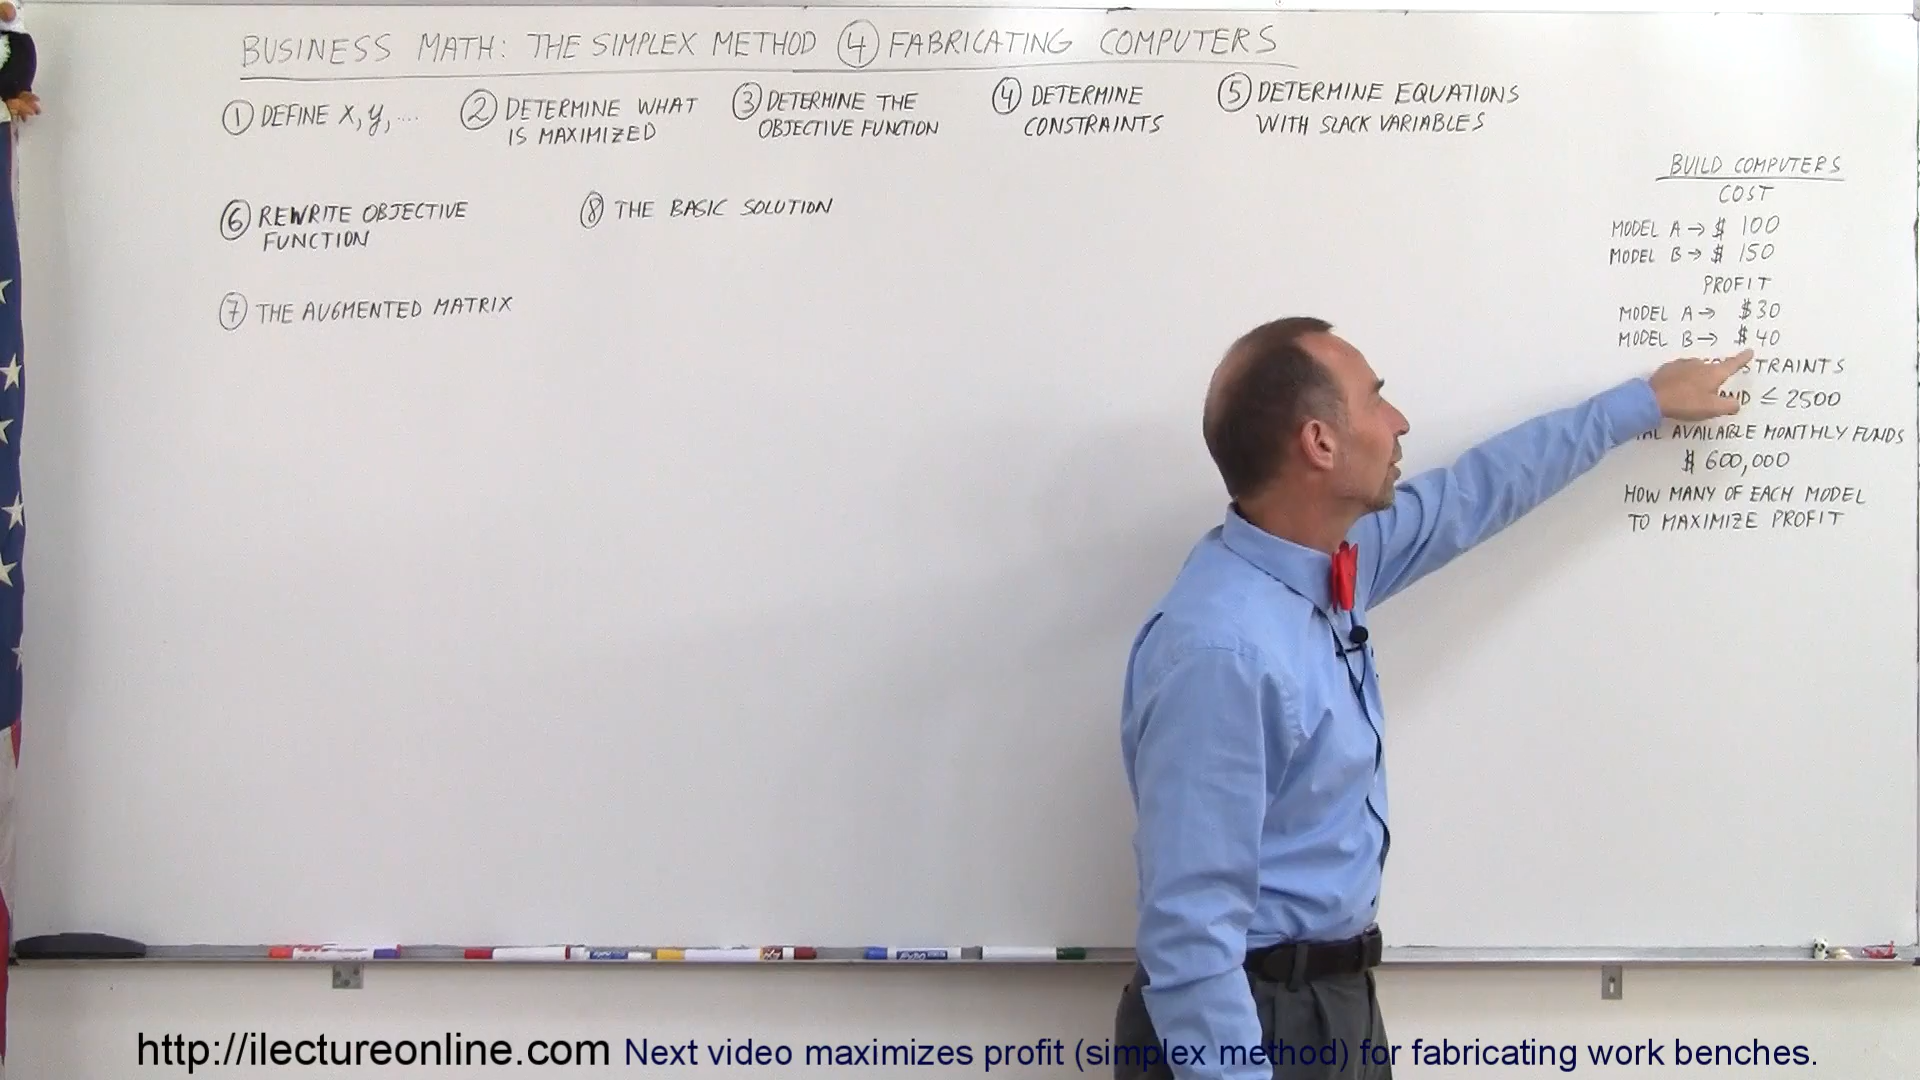 BUSINESS MATH: THE SIMPLEX METHOD ④ FABRICATING COMPUTERS
① DEFINE X, y, ....
② DETERMINE WHAT
IS MAXIMIZED
③ DETERMINE THE
OBJECTIVE FUNCTION
④ DETERMINE
CONSTRAINTS
⑤ DETERMINE EQUATIONS
WITH SLACK VARIABLES
⑥ REWRITE OBJECTIVE
FUNCTION
⑧ THE BASIC SOLUTION
⑦ THE AUGMENTED MATRIX
BUILD COMPUTERS
COST
MODEL A → $ 100
MODEL B → $ 150
PROFIT
MODEL A → $30
MODEL B → $ 40
STRAINTS
≤ 2500
AVAILABLE MONTHLY FUNDS
$ 600,000
HOW MANY OF EACH MODEL
TO MAXIMIZE PROFIT
http://ilectureonline.com Next video maximizes profit (simplex method) for fabricating work benches.